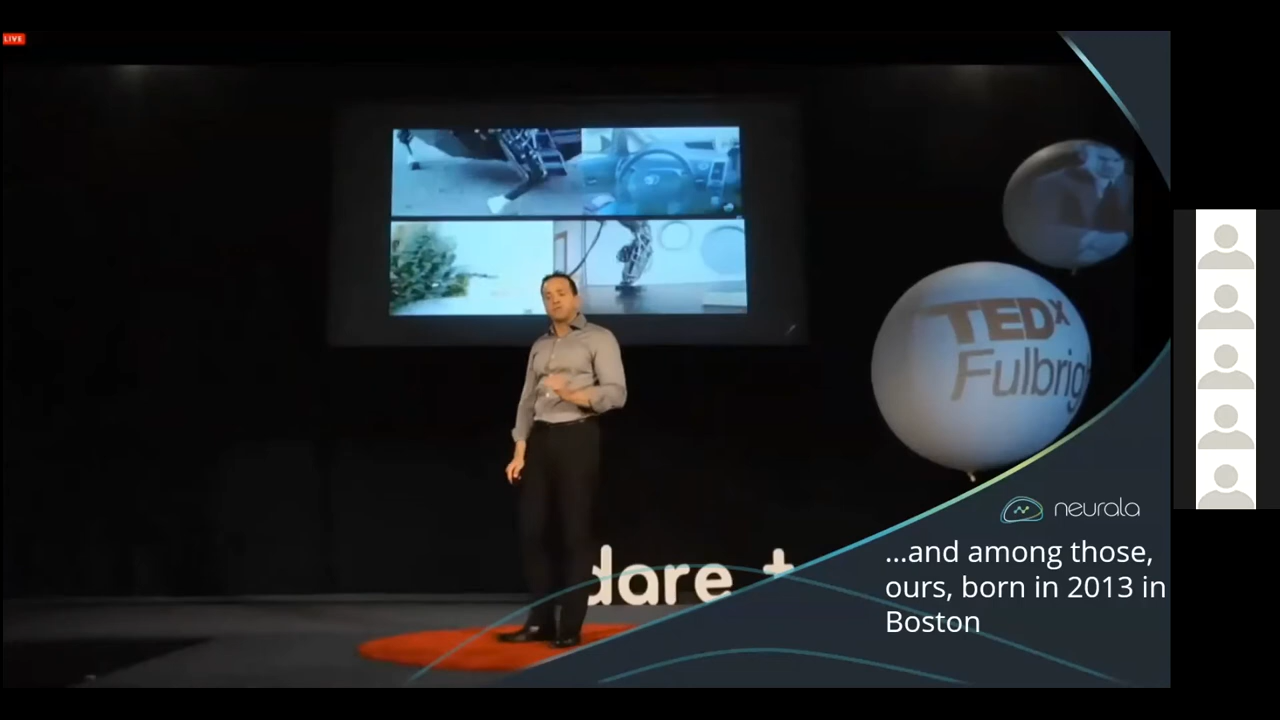 LIVE
TEDx
Fulbrig
neurala
...and among those,
ours, born in 2013 in
Boston
dare t